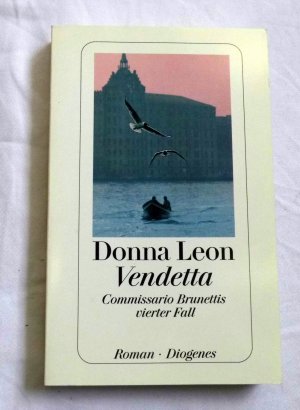 Donna Leon
Vendetta
Commissario Brunettis
vierter Fall
Roman · Diogenes